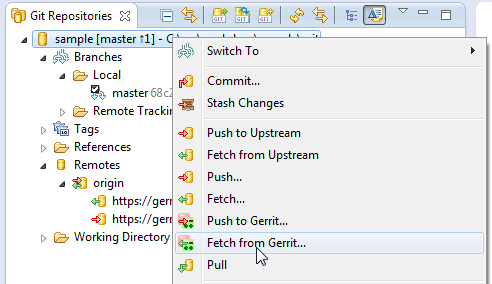 Git Repositories
sample [master ↑1] -
Switch To
Branches
Local
Commit...
master 68c2
Stash Changes
Remote Tracking
Tags
Push to Upstream
References
Fetch from Upstream
Remotes
Push...
origin
Fetch...
https://gerr
Push to Gerrit...
https://gerr
Fetch from Gerrit...
Working Directory
Pull